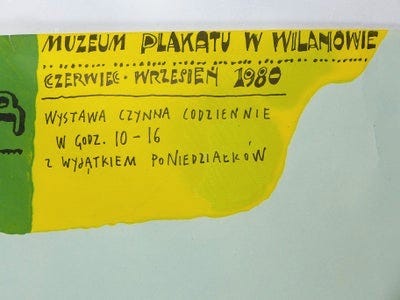 MUZEUM PLAKATU W WILANOWIE
CZERWIEC - WRZESIEŃ 1980
WYSTAWA CZYNNA CODZIENNIE
W GODZ. 10 - 16
Z WYJĄTKIEM PONIEDZIAŁKÓW